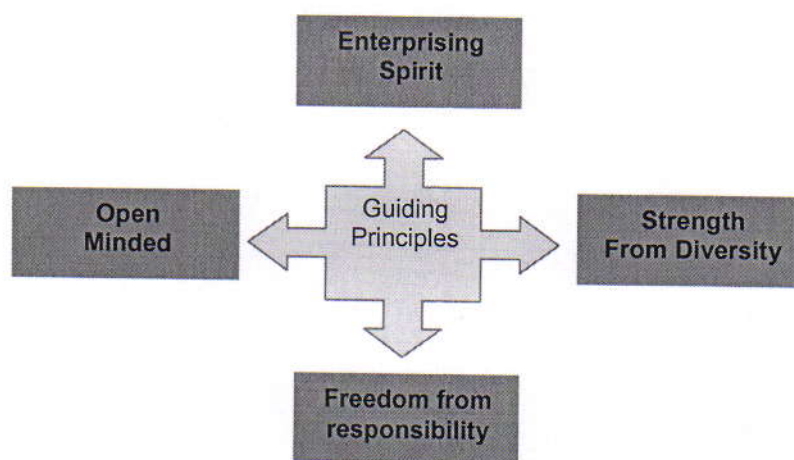 Enterprising
Spirit
Open
Minded
Guiding
Principles
Strength
From Diversity
Freedom from
responsibility